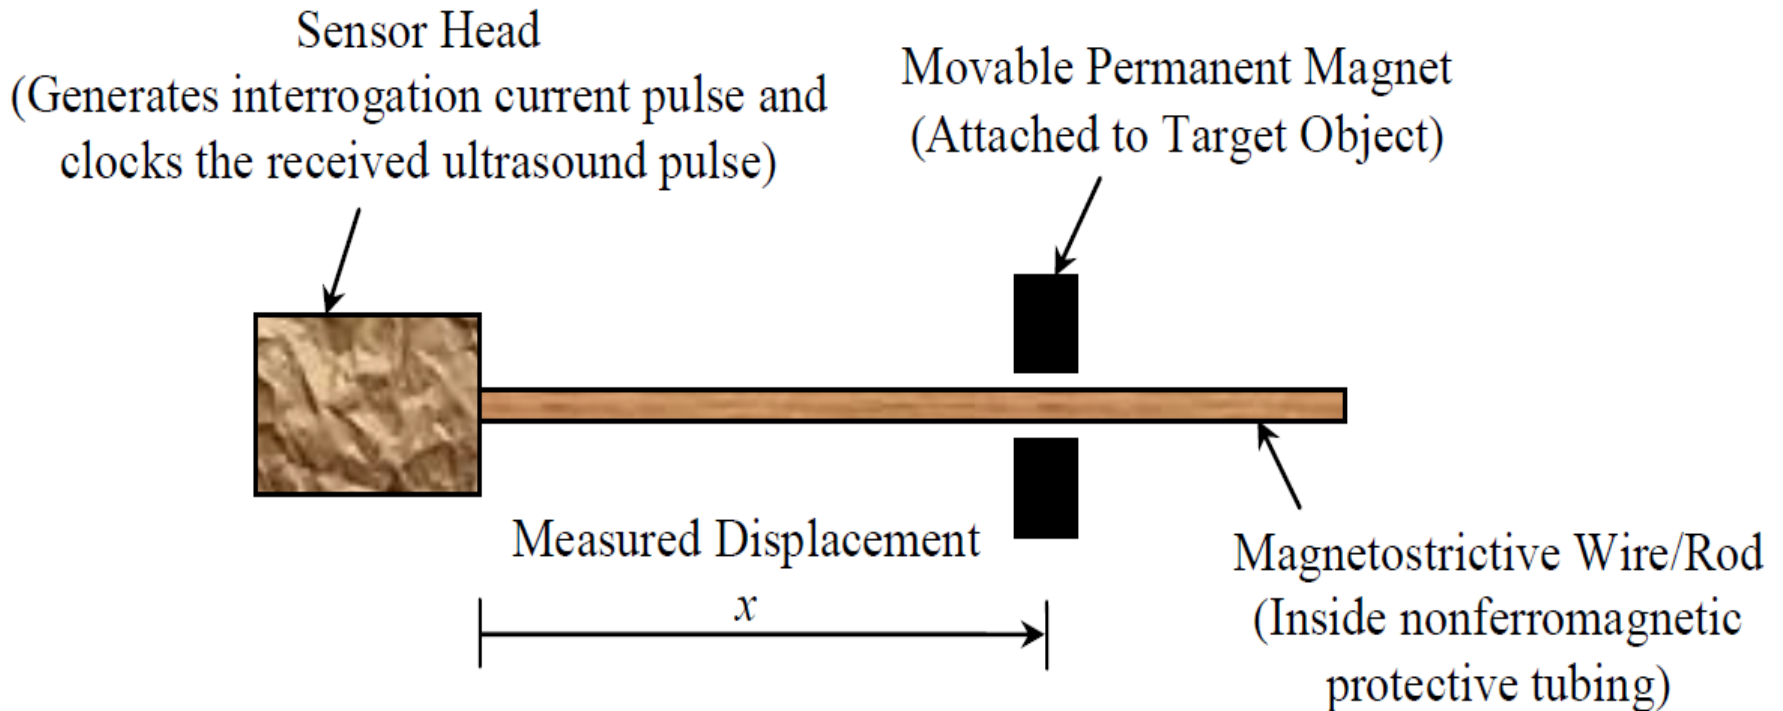 Sensor Head
(Generates interrogation current pulse and
clocks the received ultrasound pulse)
Movable Permanent Magnet
(Attached to Target Object)
Measured Displacement
x
Magnetostrictive Wire/Rod
(Inside nonferromagnetic
protective tubing)